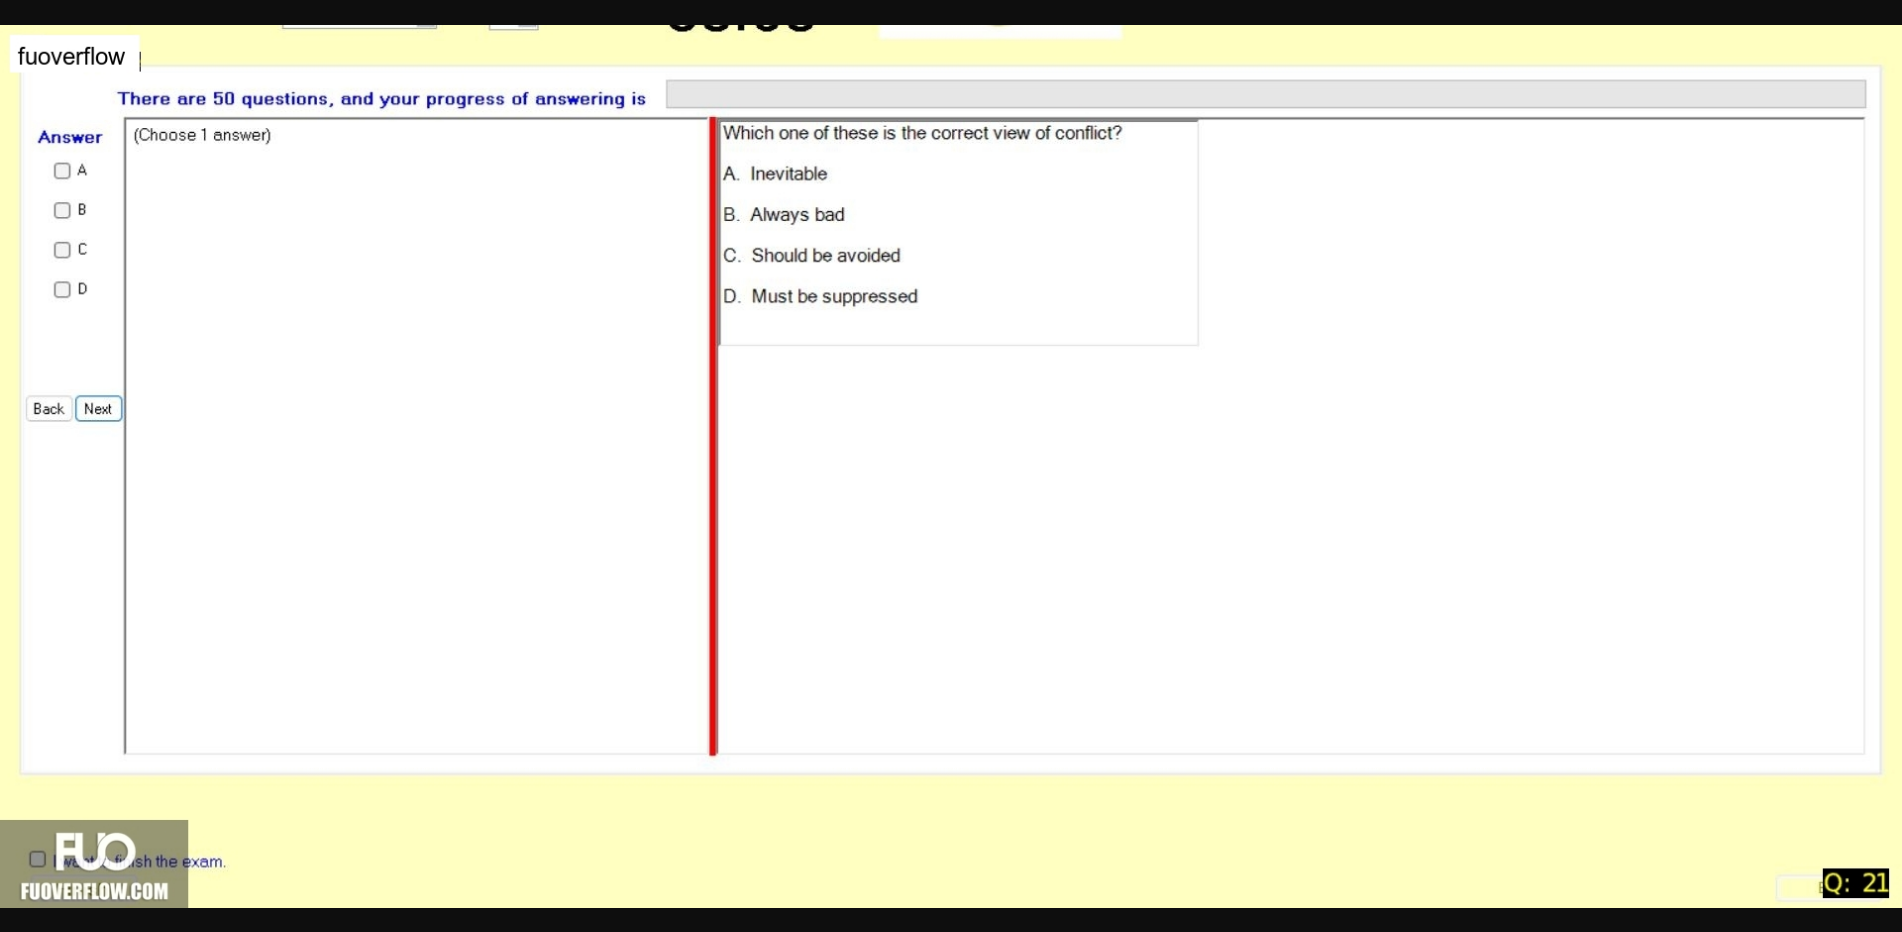 fuoverflow
There are 50 questions, and your progress of answering is
Answer
(Choose 1 answer)
A
B
C
D
Back Next
Which one of these is the correct view of conflict?
A. Inevitable
B. Always bad
C. Should be avoided
D. Must be suppressed
the exam.
FUO
FUOVERFLOW.COM
Q: 21